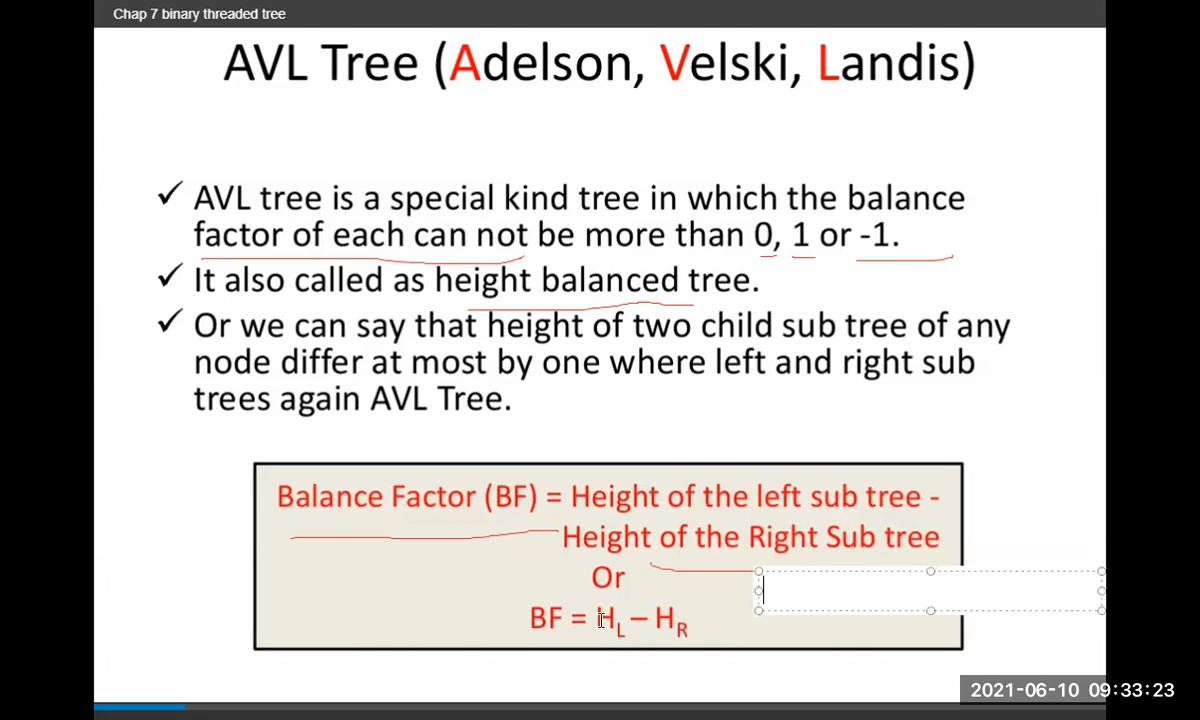 Chap 7 binary threaded tree
AVL Tree (Adelson, Velski, Landis)
✓ AVL tree is a special kind tree in which the balance
factor of each can not be more than 0, 1 or -1.
✓ It also called as height balanced tree.
✓ Or we can say that height of two child sub tree of any
node differ at most by one where left and right sub
trees again AVL Tree.
Balance Factor (BF) = Height of the left sub tree -
Height of the Right Sub tree
Or
BF = HL – HR
2021-06-10 09:33:23